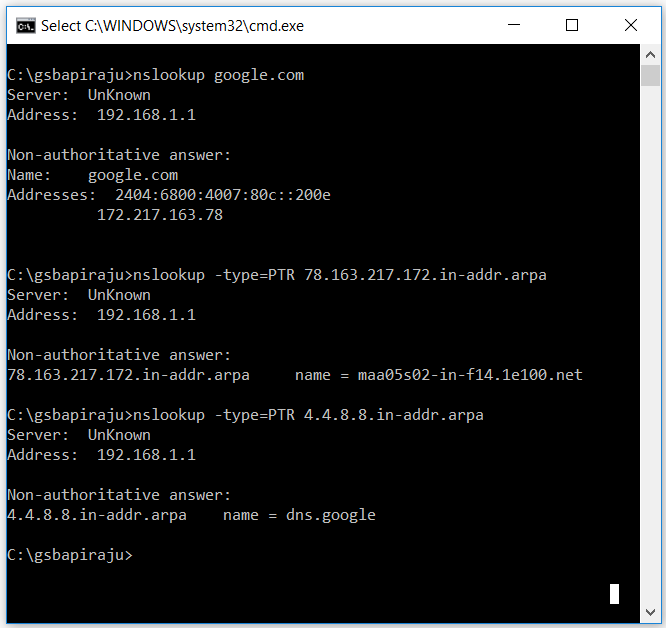 Select C:\WINDOWS\system32\cmd.exe
C:\gsbapiraju>nslookup google.com
Server:  UnKnown
Address:  192.168.1.1
Non-authoritative answer:
Name:    google.com
Addresses:  2404:6800:4007:80c::200e
172.217.163.78
C:\gsbapiraju>nslookup -type=PTR 78.163.217.172.in-addr.arpa
Server:  UnKnown
Address:  192.168.1.1
Non-authoritative answer:
78.163.217.172.in-addr.arpa     name = maa05s02-in-f14.1e100.net
C:\gsbapiraju>nslookup -type=PTR 4.4.8.8.in-addr.arpa
Server:  UnKnown
Address:  192.168.1.1
Non-authoritative answer:
4.4.8.8.in-addr.arpa    name = dns.google
C:\gsbapiraju>